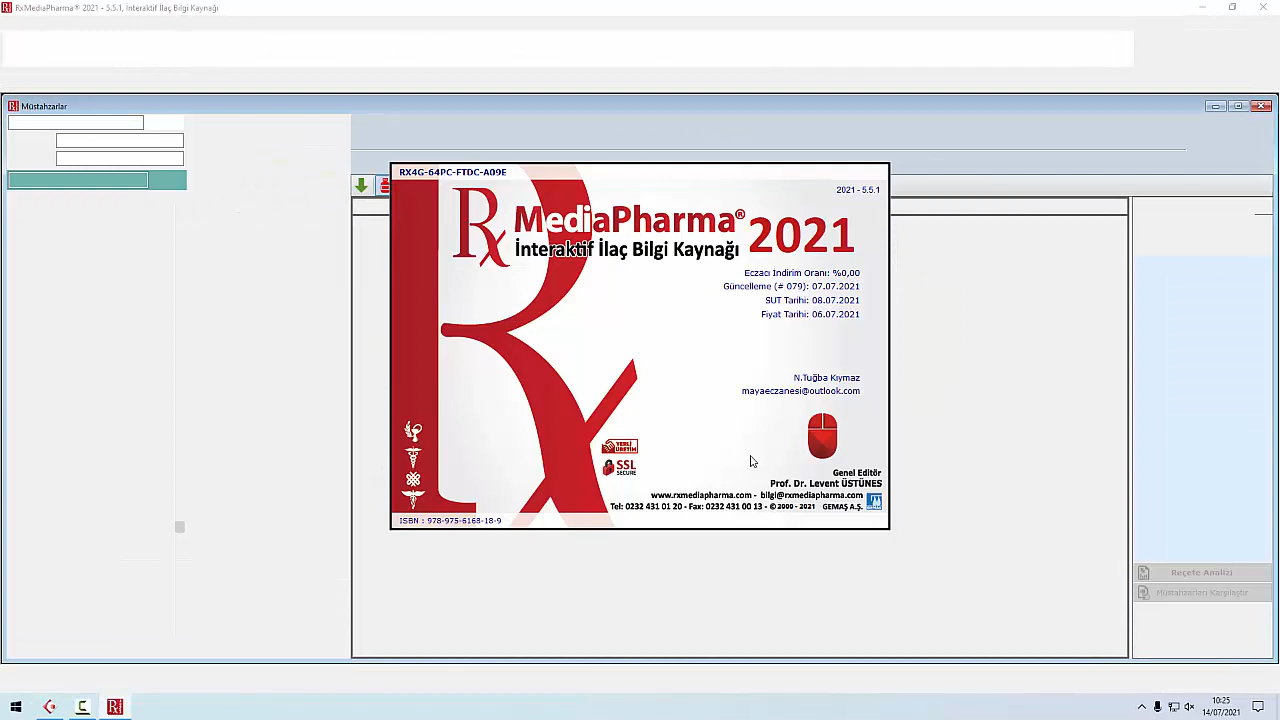 RxMediaPharma® 2021 - 5.5.1, İnteraktif İlaç Bilgi Kaynağı
Müstahzarlar
RX4G-64PC-FTDC-A09E
2021 - 5.5.1
Rx MediaPharma® 2021
İnteraktif İlaç Bilgi Kaynağı
Eczacı İndirim Oranı: %0,00
Güncelleme (# 079): 07.07.2021
SUT Tarihi: 08.07.2021
Fiyat Tarihi: 06.07.2021
N.Tuğba Kıymaz
mayaeczanesi@outlook.com
YERLİ ÜRETİM
SSL SECURE
Genel Editör
Prof. Dr. Levent ÜSTÜNES
www.rxmediapharma.com - bilgi@rxmediapharma.com
Tel: 0232 431 01 20 - Fax: 0232 431 00 13 - © 2000 - 2021 GEMAŞ A.Ş.
ISBN : 978-975-6168-18-9
Reçete Analizi
Müstahzarları Karşılaştır
10:25
14/07/2021